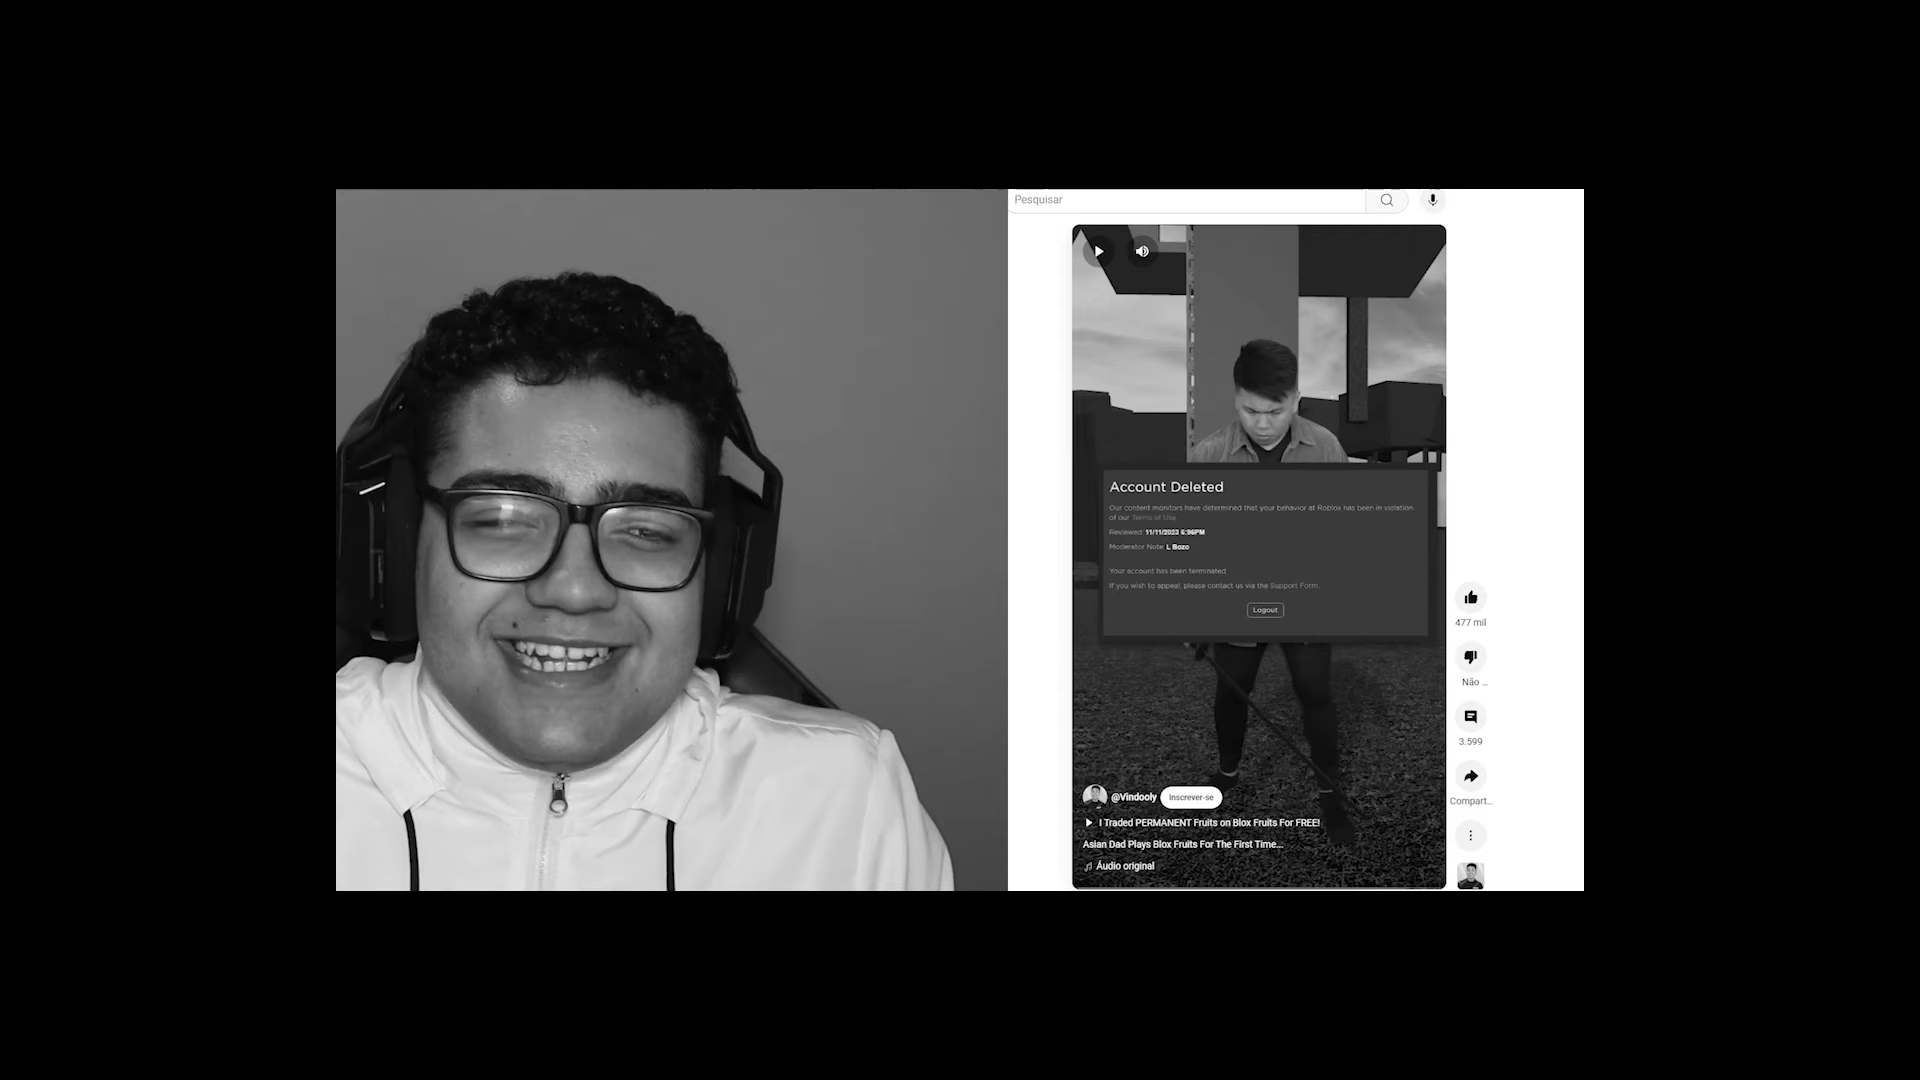 Pesquisar
Account Deleted
Our content monitors have determined that your behavior at Roblox has been in violation
of our Terms of Use.
Reviewed: 11/11/2023 6:96PM
Moderator Note: L Bozo
Your account has been terminated
If you wish to appeal, please contact us via the Support Form.
Logout
477 mil
Não ...
3.599
Compart...
@Vindooly Inscrever-se
I Traded PERMANENT Fruits on Blox Fruits For FREE!
Asian Dad Plays Blox Fruits For The First Time...
Áudio original